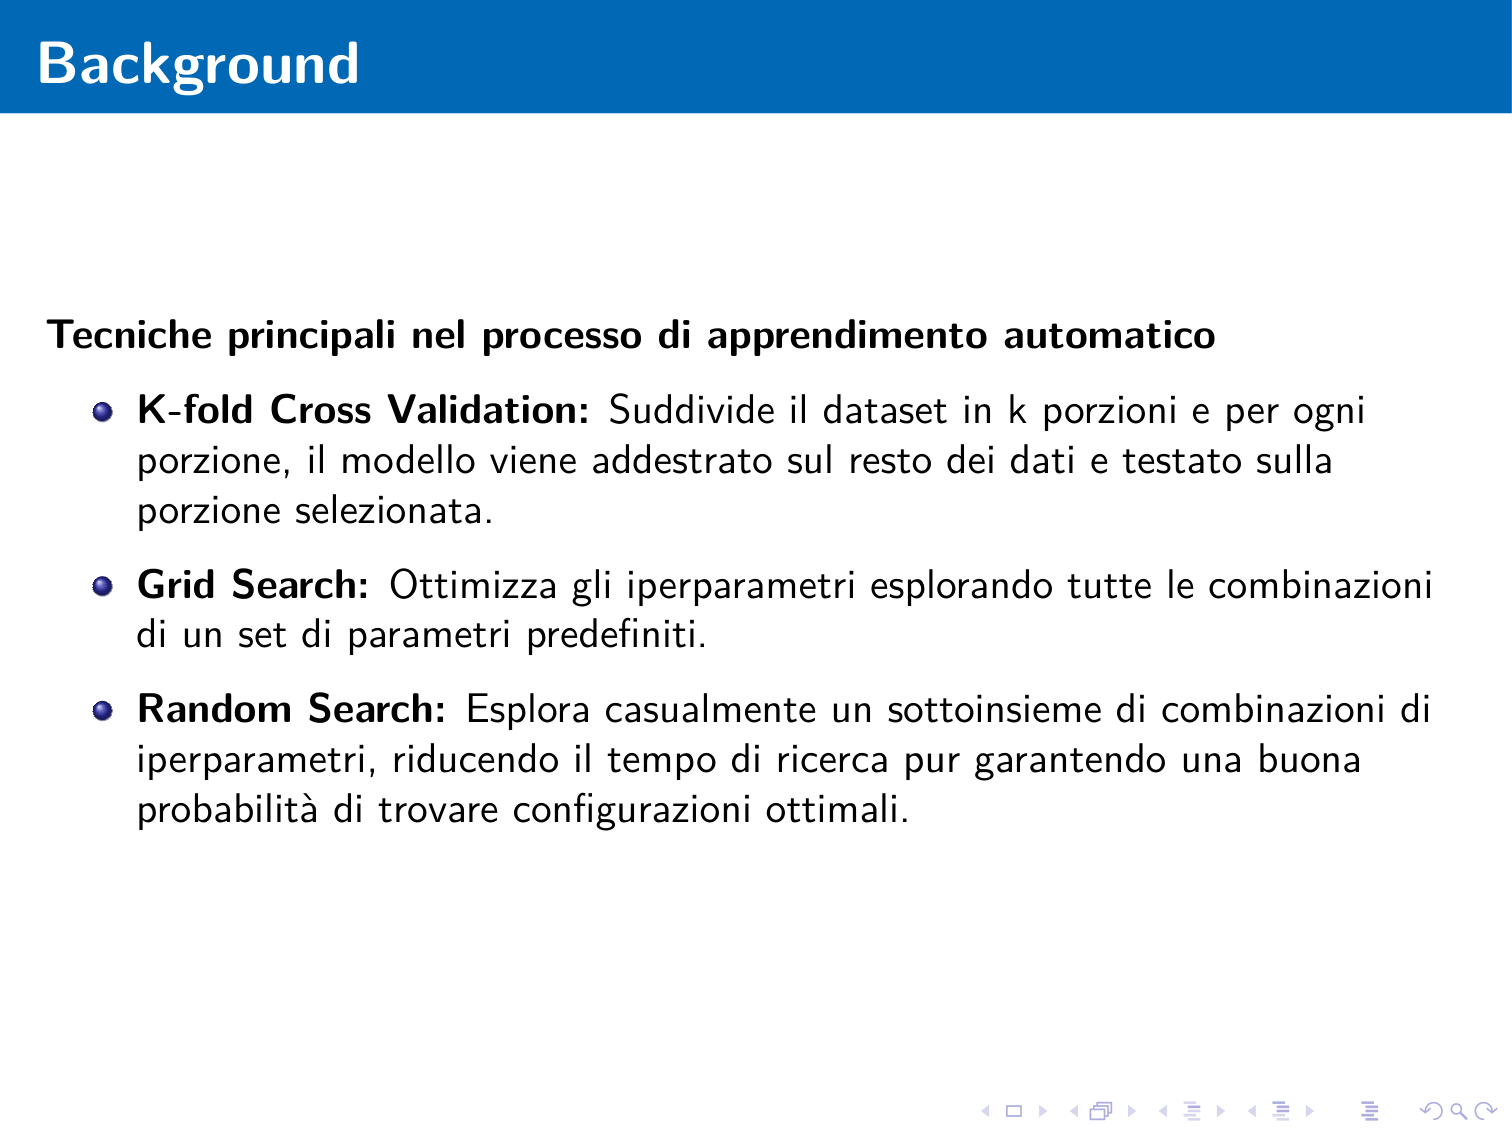 Background
Tecniche principali nel processo di apprendimento automatico
K-fold Cross Validation: Suddivide il dataset in k porzioni e per ogni
porzione, il modello viene addestrato sul resto dei dati e testato sulla
porzione selezionata.
Grid Search: Ottimizza gli iperparametri esplorando tutte le combinazioni
di un set di parametri predefiniti.
Random Search: Esplora casualmente un sottoinsieme di combinazioni di
iperparametri, riducendo il tempo di ricerca pur garantendo una buona
probabilità di trovare configurazioni ottimali.